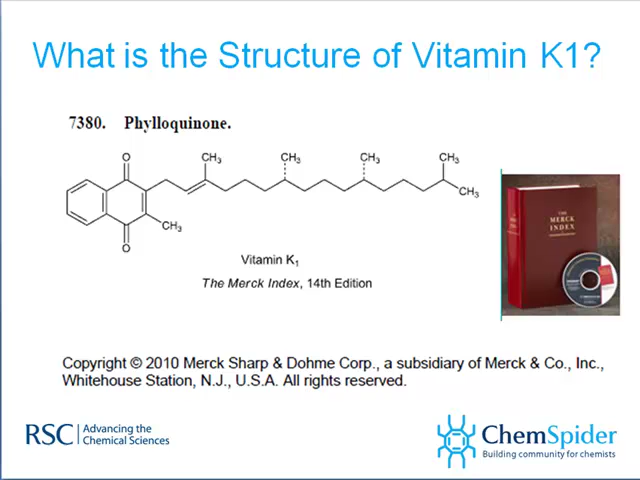 What is the Structure of Vitamin K1?
7380. Phylloquinone.
O
CH3
CH3
CH3
CH3
CH3
CH3
O
Vitamin K1
The Merck Index, 14th Edition
THE
MERCK
INDEX
Copyright © 2010 Merck Sharp & Dohme Corp., a subsidiary of Merck & Co., Inc.,
Whitehouse Station, N.J., U.S.A. All rights reserved.
RSC | Advancing the
Chemical Sciences
ChemSpider
Building community for chemists